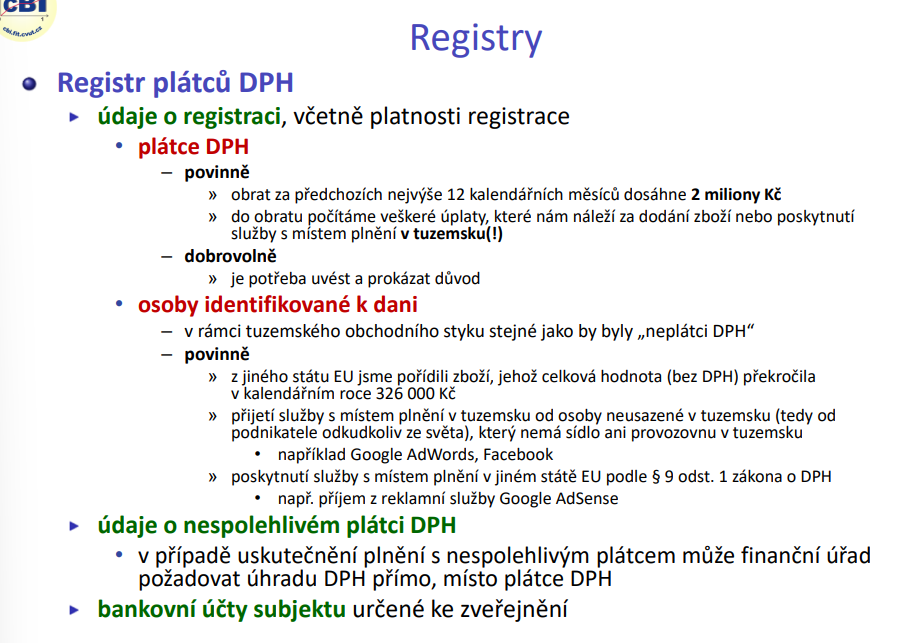 CBI
cbi.fit.cvut.cz
Registry
Registr plátců DPH
údaje o registraci, včetně platnosti registrace
• plátce DPH
– povinně
» obrat za předchozích nejvýše 12 kalendářních měsíců dosáhne 2 miliony Kč
» do obratu počítáme veškeré úplaty, které nám náleží za dodání zboží nebo poskytnutí
služby s místem plnění v tuzemsku(!)
– dobrovolně
» je potřeba uvést a prokázat důvod
• osoby identifikované k dani
– v rámci tuzemského obchodního styku stejné jako by byly „neplátci DPH“
– povinně
» z jiného státu EU jsme pořídili zboží, jehož celková hodnota (bez DPH) překročila
v kalendářním roce 326 000 Kč
» přijetí služby s místem plnění v tuzemsku od osoby neusazené v tuzemsku (tedy od
podnikatele odkudkoliv ze světa), který nemá sídlo ani provozovnu v tuzemsku
• například Google AdWords, Facebook
» poskytnutí služby s místem plnění v jiném státě EU podle § 9 odst. 1 zákona o DPH
• např. příjem z reklamní služby Google AdSense
údaje o nespolehlivém plátci DPH
• v případě uskutečnění plnění s nespolehlivým plátcem může finanční úřad
požadovat úhradu DPH přímo, místo plátce DPH
bankovní účty subjektu určené ke zveřejnění